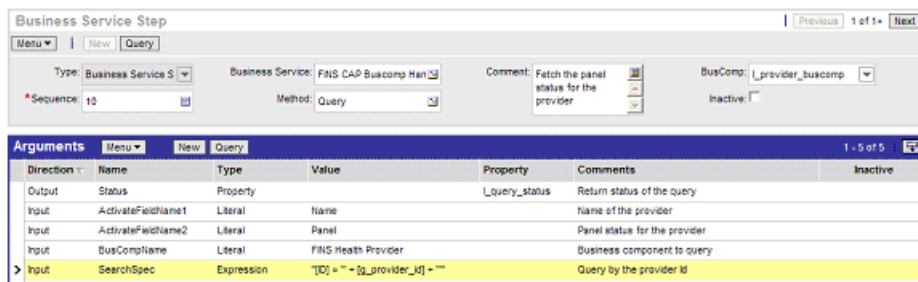 Business Service Step
Previous 1 of 1+ Next
Menu New Query
Type: Business Service S Business Service: FINS CAP Buscomp Han Comment: Fetch the panel status for the provider BusComp: l_provider_buscomp
*Sequence: 10 Method: Query Inactive:
Arguments Menu New Query 1 - 5 of 5
Direction Name Type Value Property Comments Inactive
Output Status Property l_query_status Return status of the query
Input ActivateFieldName1 Literal Name Name of the provider
Input ActivateFieldName2 Literal Panel Panel status for the provider
Input BusCompName Literal FINS Health Provider Business component to query
Input SearchSpec Expression "[ID] = '" + [g_provider_id] + "'" Query by the provider Id